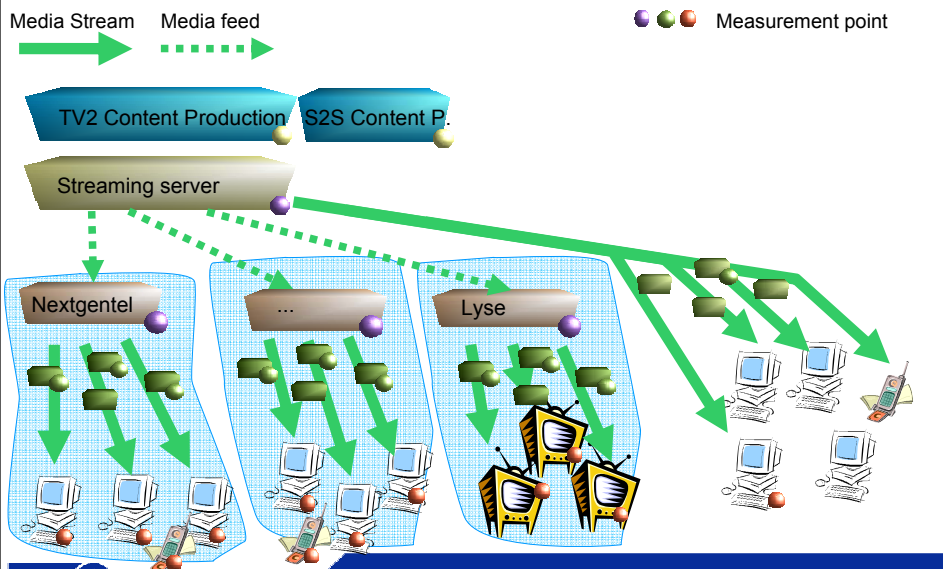 Media Stream
Media feed
Measurement point
TV2 Content Production
S2S Content P.
Streaming server
Nextgentel
...
Lyse